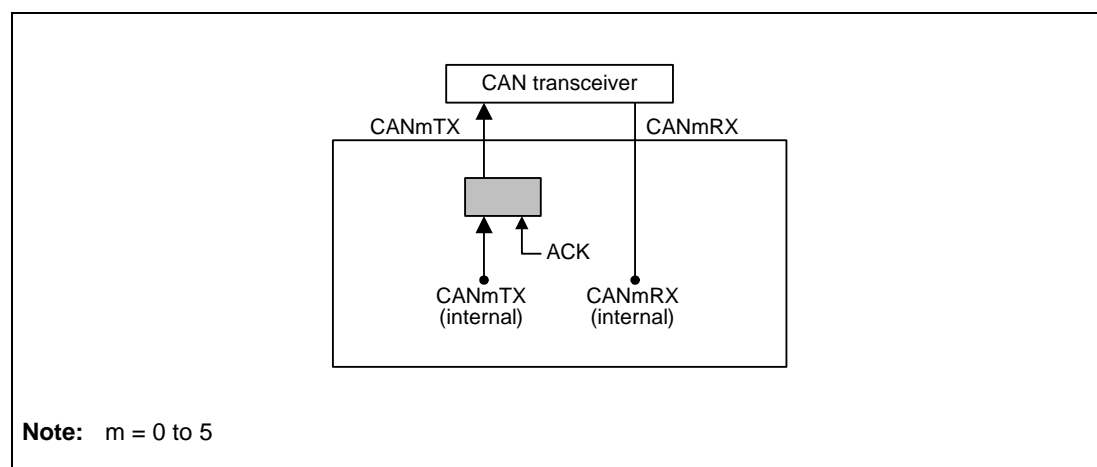 CAN transceiver
CANmTX
CANmRX
ACK
CANmTX
(internal)
CANmRX
(internal)
Note: m = 0 to 5